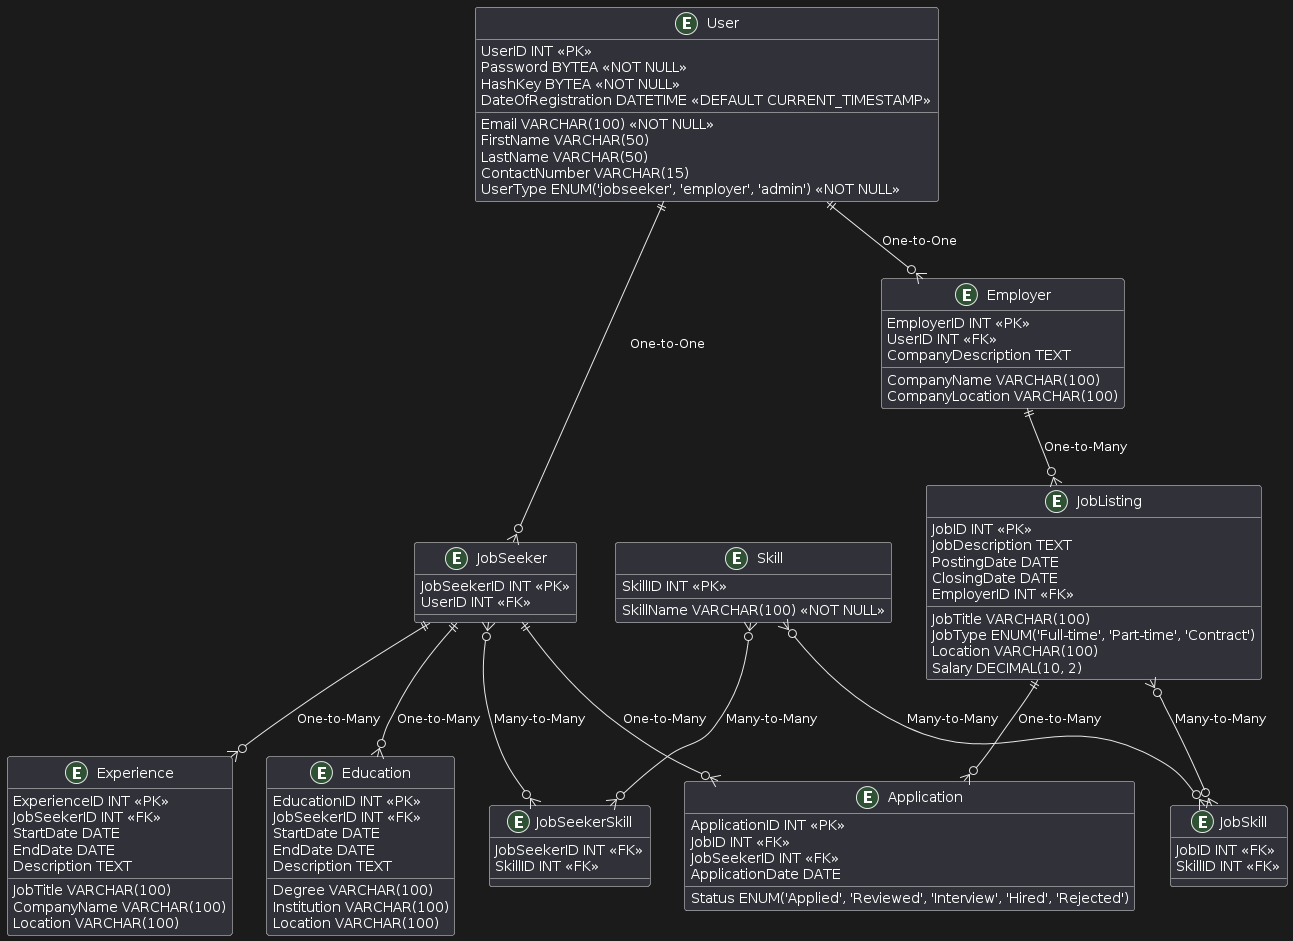 E User
UserID INT «PK»
Password BYTEA «NOT NULL»
HashKey BYTEA «NOT NULL»
DateOfRegistration DATETIME «DEFAULT CURRENT_TIMESTAMP»
Email VARCHAR(100) «NOT NULL»
FirstName VARCHAR(50)
LastName VARCHAR(50)
ContactNumber VARCHAR(15)
UserType ENUM('jobseeker', 'employer', 'admin') «NOT NULL»
One-to-One
E Employer
EmployerID INT «PK»
UserID INT «FK»
CompanyDescription TEXT
CompanyName VARCHAR(100)
CompanyLocation VARCHAR(100)
One-to-One
One-to-Many
E JobListing
JobID INT «PK»
JobDescription TEXT
PostingDate DATE
ClosingDate DATE
EmployerID INT «FK»
JobTitle VARCHAR(100)
JobType ENUM('Full-time', 'Part-time', 'Contract')
Location VARCHAR(100)
Salary DECIMAL(10, 2)
E JobSeeker
JobSeekerID INT «PK»
UserID INT «FK»
E Skill
SkillID INT «PK»
SkillName VARCHAR(100) «NOT NULL»
One-to-Many
One-to-Many
Many-to-Many
One-to-Many
Many-to-Many
Many-to-Many
One-to-Many
Many-to-Many
E Experience
ExperienceID INT «PK»
JobSeekerID INT «FK»
StartDate DATE
EndDate DATE
Description TEXT
JobTitle VARCHAR(100)
CompanyName VARCHAR(100)
Location VARCHAR(100)
E Education
EducationID INT «PK»
JobSeekerID INT «FK»
StartDate DATE
EndDate DATE
Description TEXT
Degree VARCHAR(100)
Institution VARCHAR(100)
Location VARCHAR(100)
E JobSeekerSkill
JobSeekerID INT «FK»
SkillID INT «FK»
E Application
ApplicationID INT «PK»
JobID INT «FK»
JobSeekerID INT «FK»
ApplicationDate DATE
Status ENUM('Applied', 'Reviewed', 'Interview', 'Hired', 'Rejected')
E JobSkill
JobID INT «FK»
SkillID INT «FK»